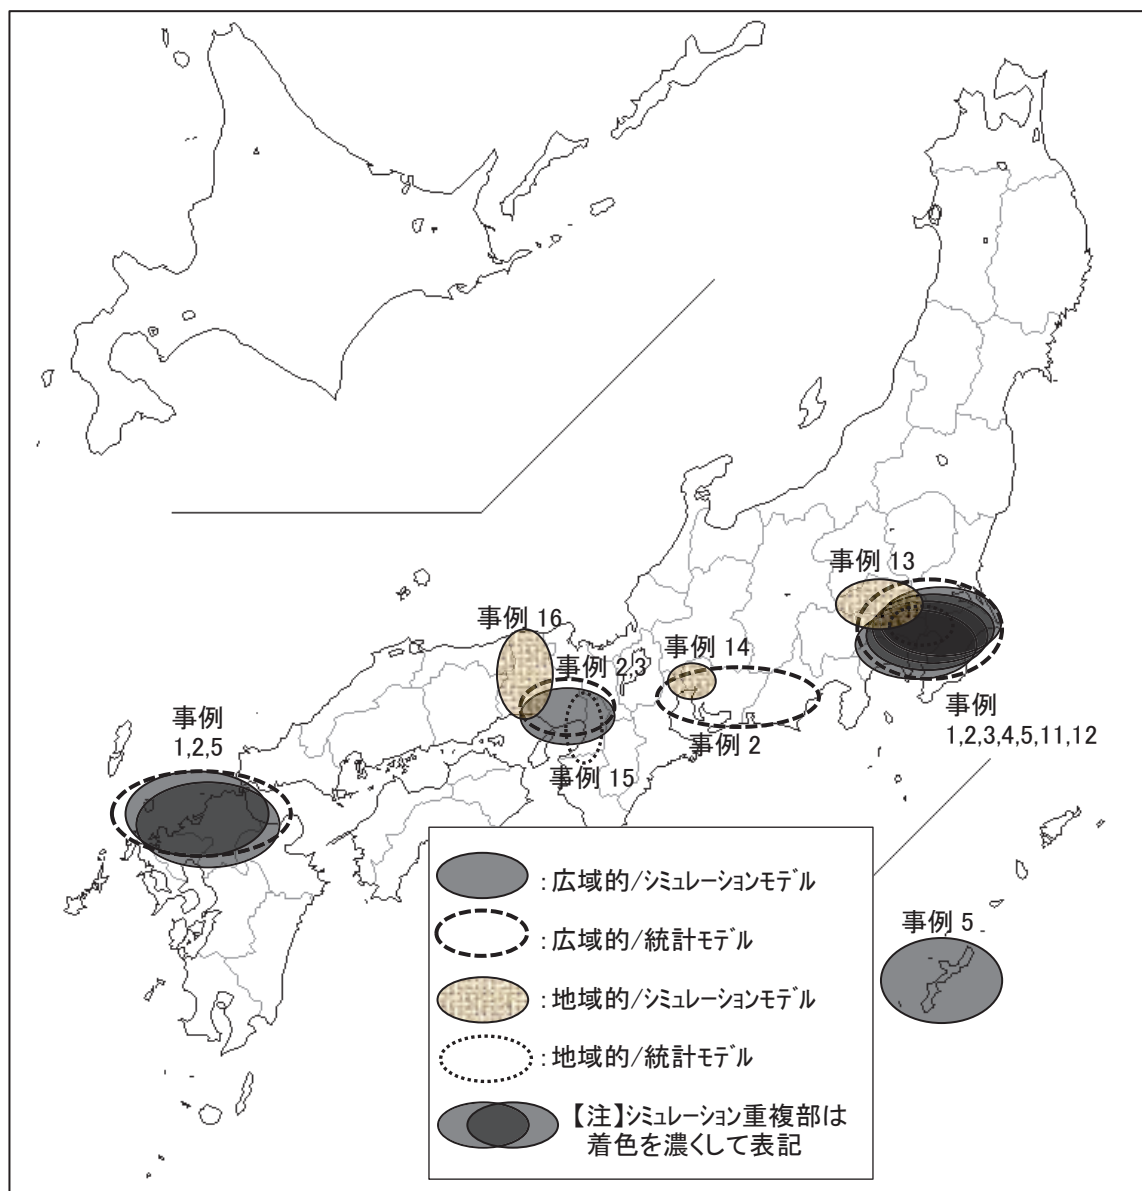 事例 13
事例 16
事例 2,3
事例 14
事例
1,2,5
事例 2
事例
1,2,3,4,5,11,12
事例 15
：広域的/ｼﾐｭﾚｰｼｮﾝﾓﾃﾞﾙ
：広域的/統計ﾓﾃﾞﾙ
事例 5
：地域的/ｼﾐｭﾚｰｼｮﾝﾓﾃﾞﾙ
：地域的/統計ﾓﾃﾞﾙ
【注】ｼﾐｭﾚｰｼｮﾝ重複部は
着色を濃くして表記